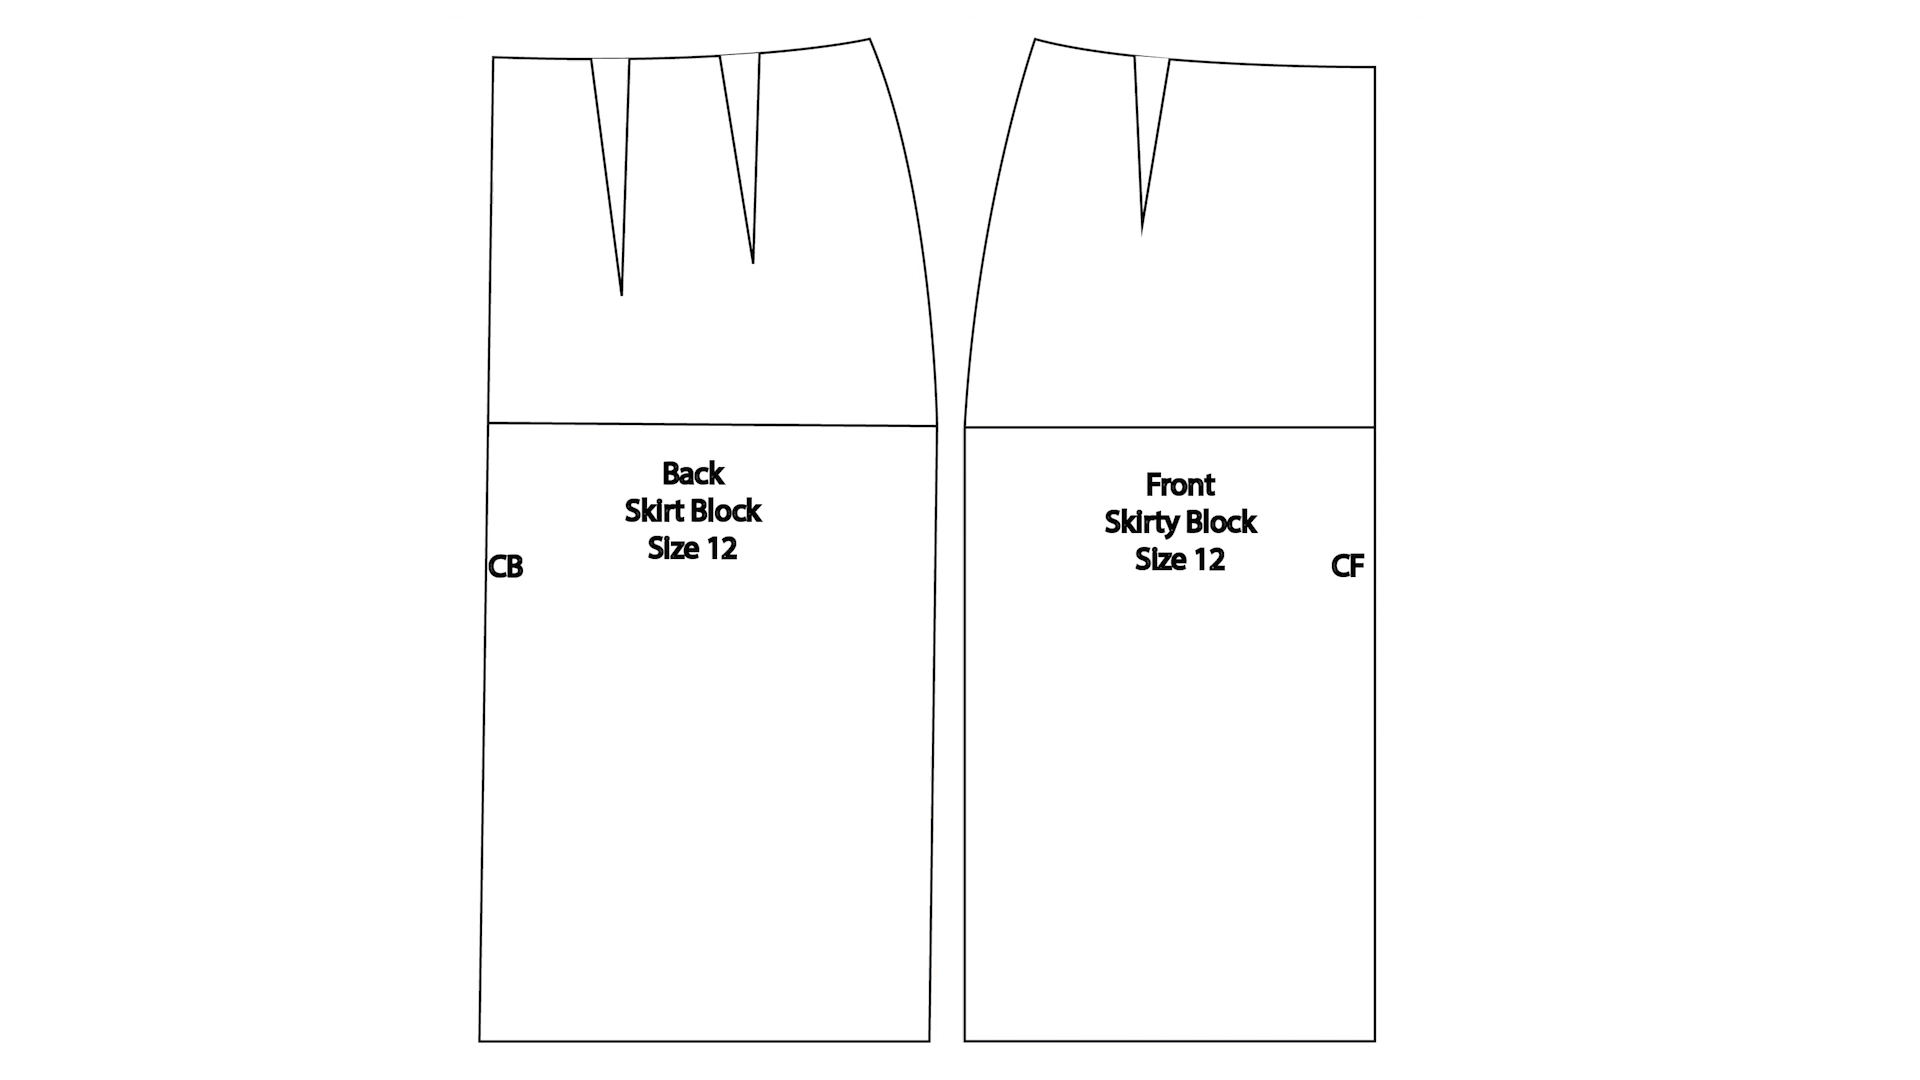 Back
Skirt Block
Size 12
CB
Front
Skirty Block
Size 12
CF